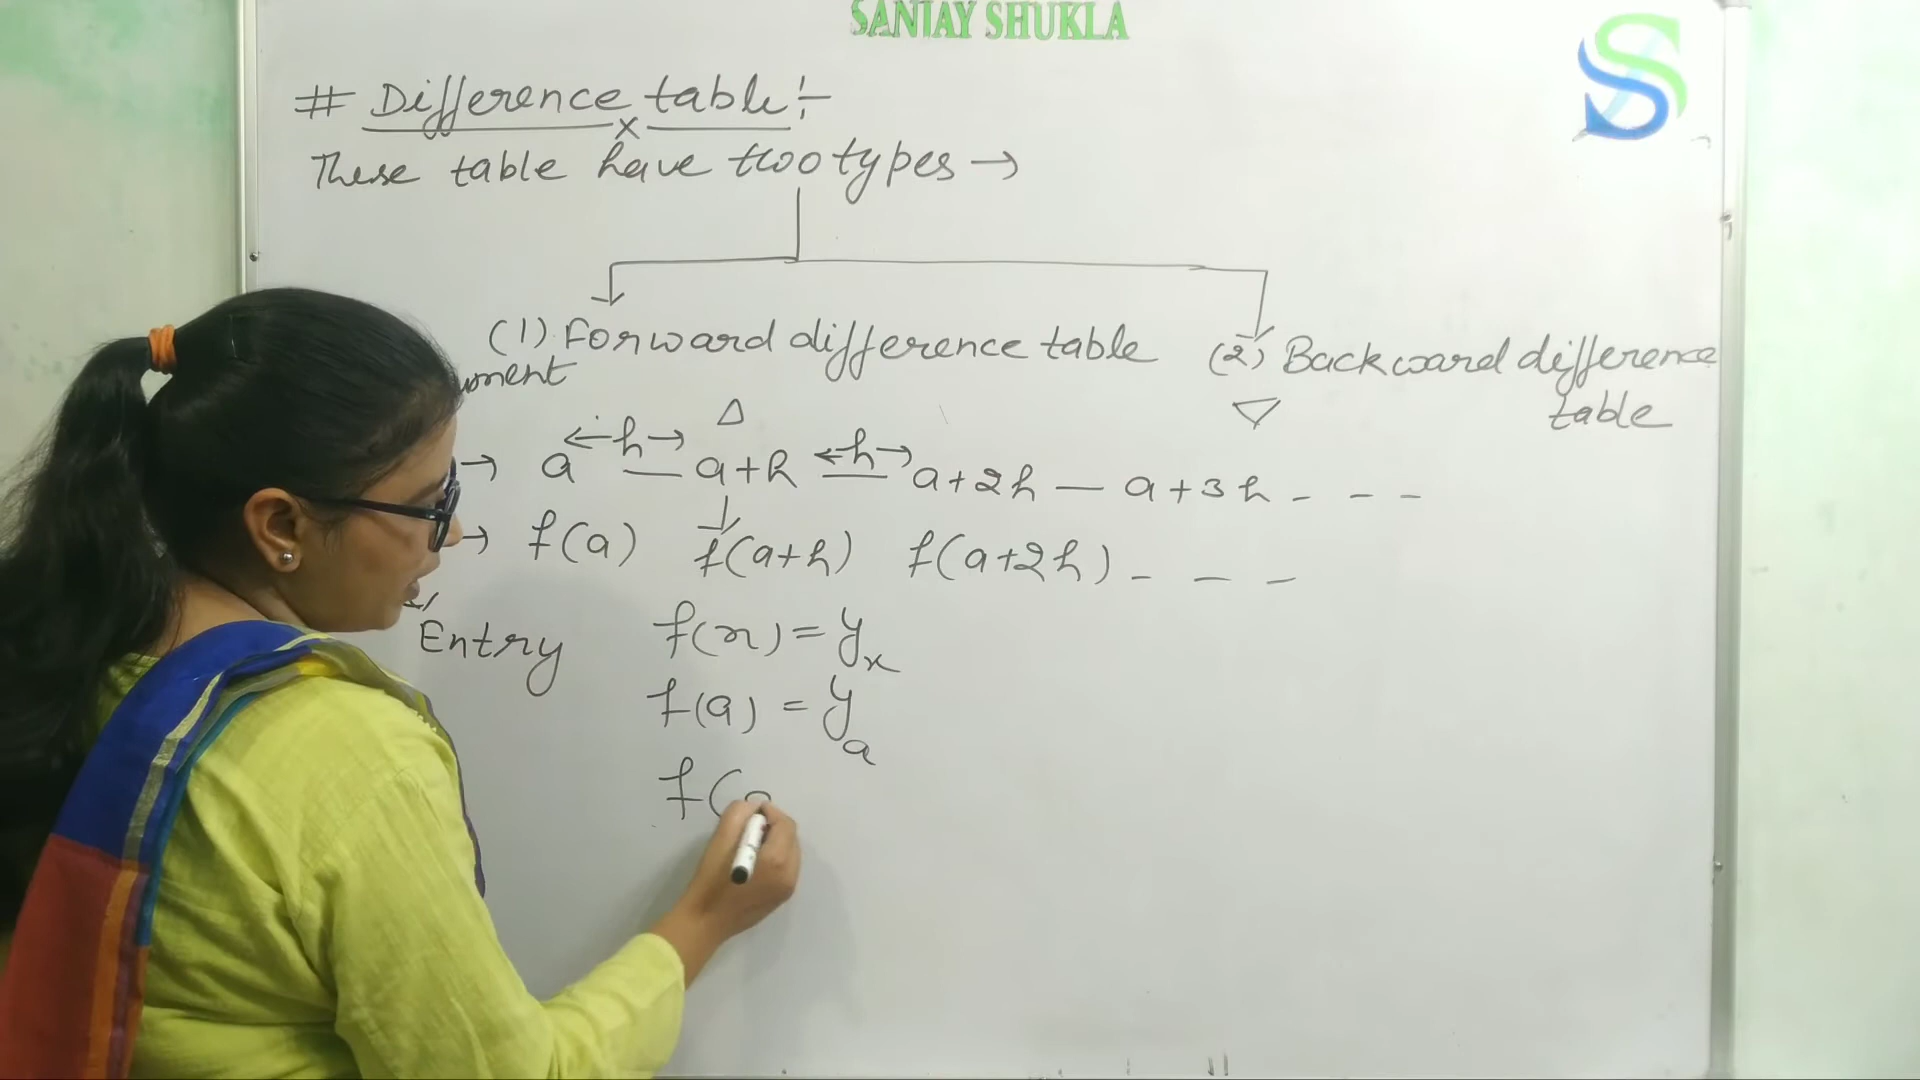 SANJAY SHUKLA
# Difference table :-
These table have two types →
(1) Forward difference table (2) Backward difference
table
Δ ∇
←h→ ←h→
→ a — a+h — a+2h — a+3h - - -
→ f(a) f(a+h) f(a+2h) - - -
Entry f(x) = y_x
f(a) = y_a
f(a